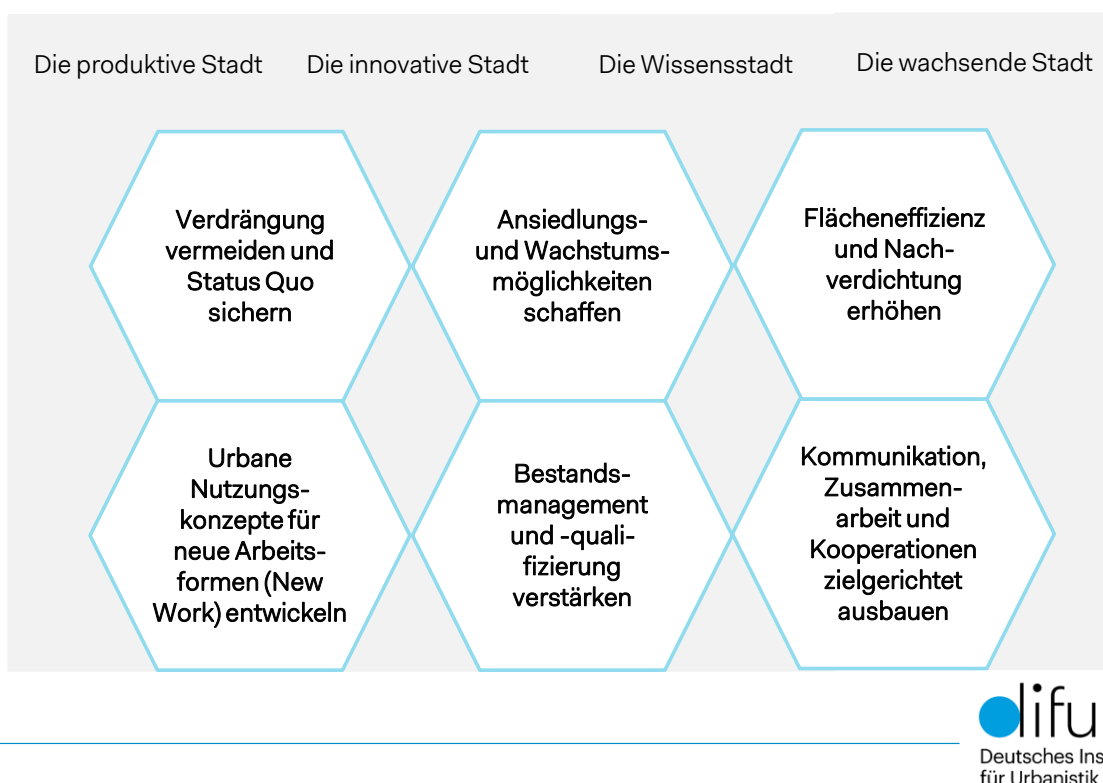 Die produktive Stadt
Die innovative Stadt
Die Wissensstadt
Die wachsende Stadt
Verdrängung
vermeiden und
Status Quo
sichern
Ansiedlungs-
und Wachstums-
möglichkeiten
schaffen
Flächeneffizienz
und Nach-
verdichtung
erhöhen
Urbane
Nutzungs-
konzepte für
neue Arbeits-
formen (New
Work) entwickeln
Bestands-
management
und -quali-
fizierung
verstärken
Kommunikation,
Zusammen-
arbeit und
Kooperationen
zielgerichtet
ausbauen
difu
Deutsches Ins
für Urbanistik